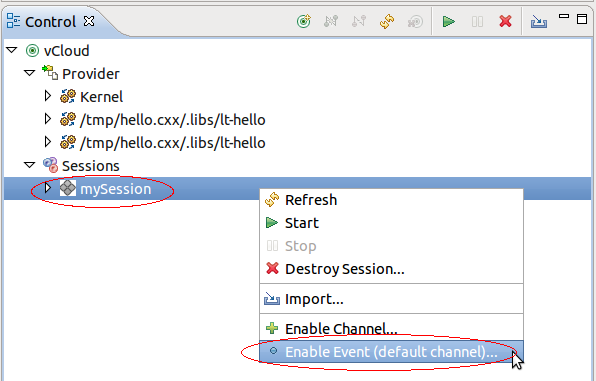 Control
vCloud
Provider
Kernel
/tmp/hello.cxx/.libs/lt-hello
/tmp/hello.cxx/.libs/lt-hello
Sessions
mySession
Refresh
Start
Stop
Destroy Session...
Import...
Enable Channel...
Enable Event (default channel)...